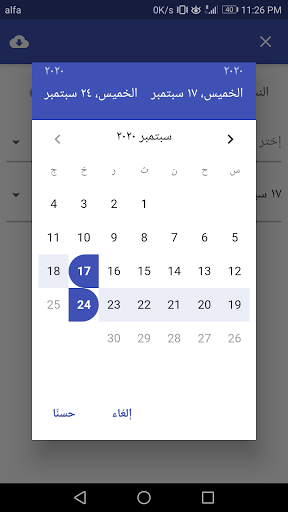 alfa 0K/s 40 11:26 PM
٢٠٢٠ ٢٠٢٠
الخميس، ١٧ سبتمبر الخميس، ٢٤ سبتمبر
سبتمبر ٢٠٢٠
س ح ن ث ر خ ج
1 2 3 4
5 6 7 8 9 10 11
12 13 14 15 16 17 18
19 20 21 22 23 24 25
26 27 28 29 30
إلغاء حسنًا
إختر
١٧